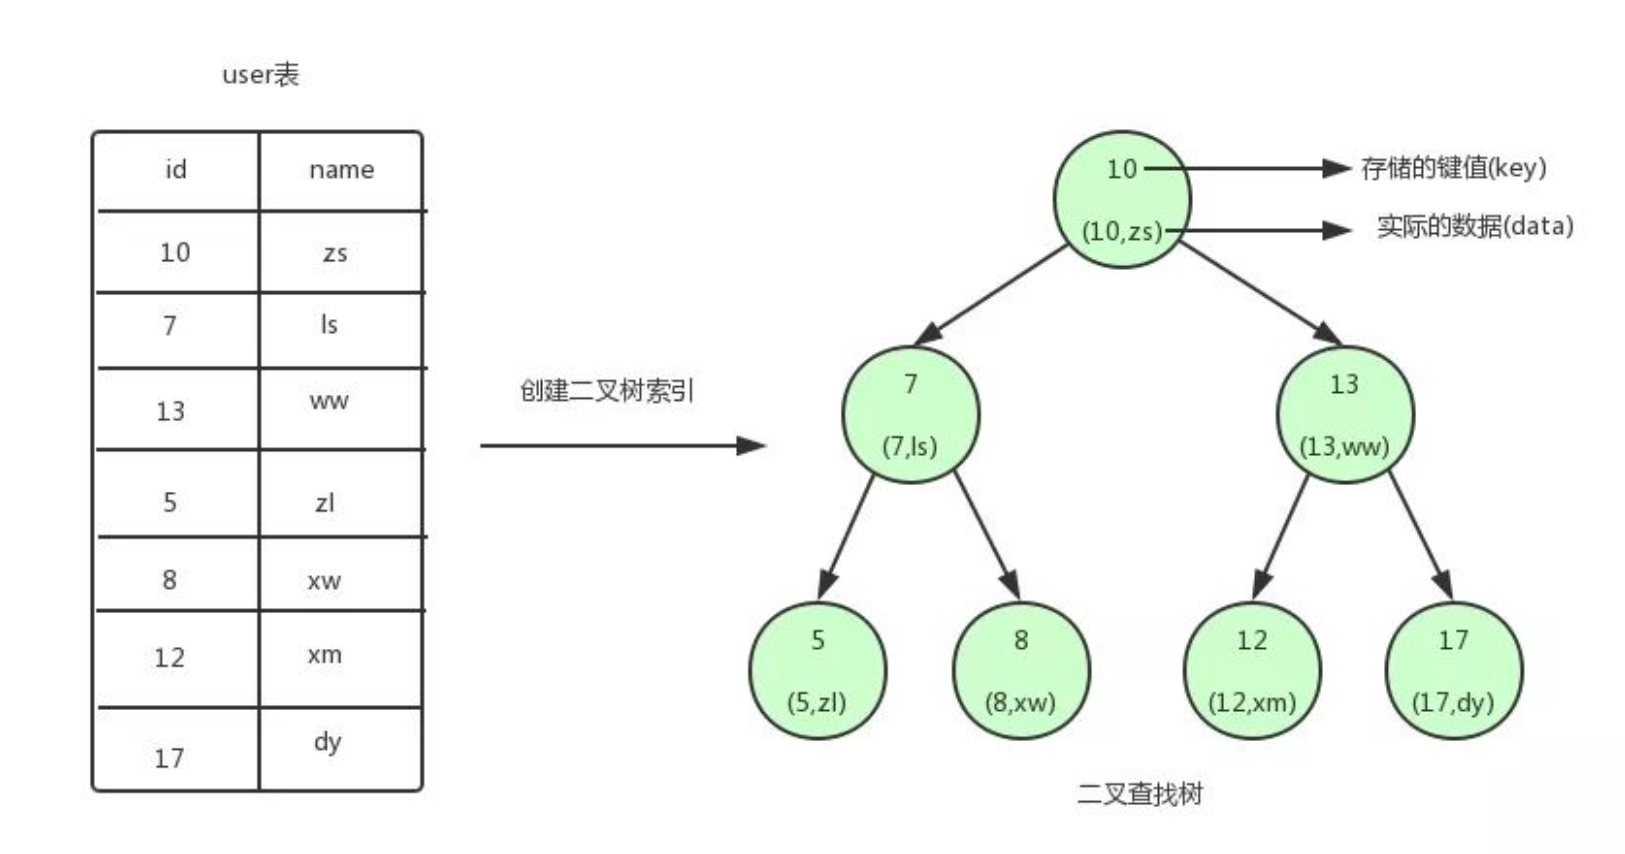 user表
id name
10 zs
7 ls
13 ww
5 zl
8 xw
12 xm
17 dy
创建二叉树索引
10
(10,zs)
存储的键值(key)
实际的数据(data)
7
(7,ls)
13
(13,ww)
5
(5,zl)
8
(8,xw)
12
(12,xm)
17
(17,dy)
二叉查找树